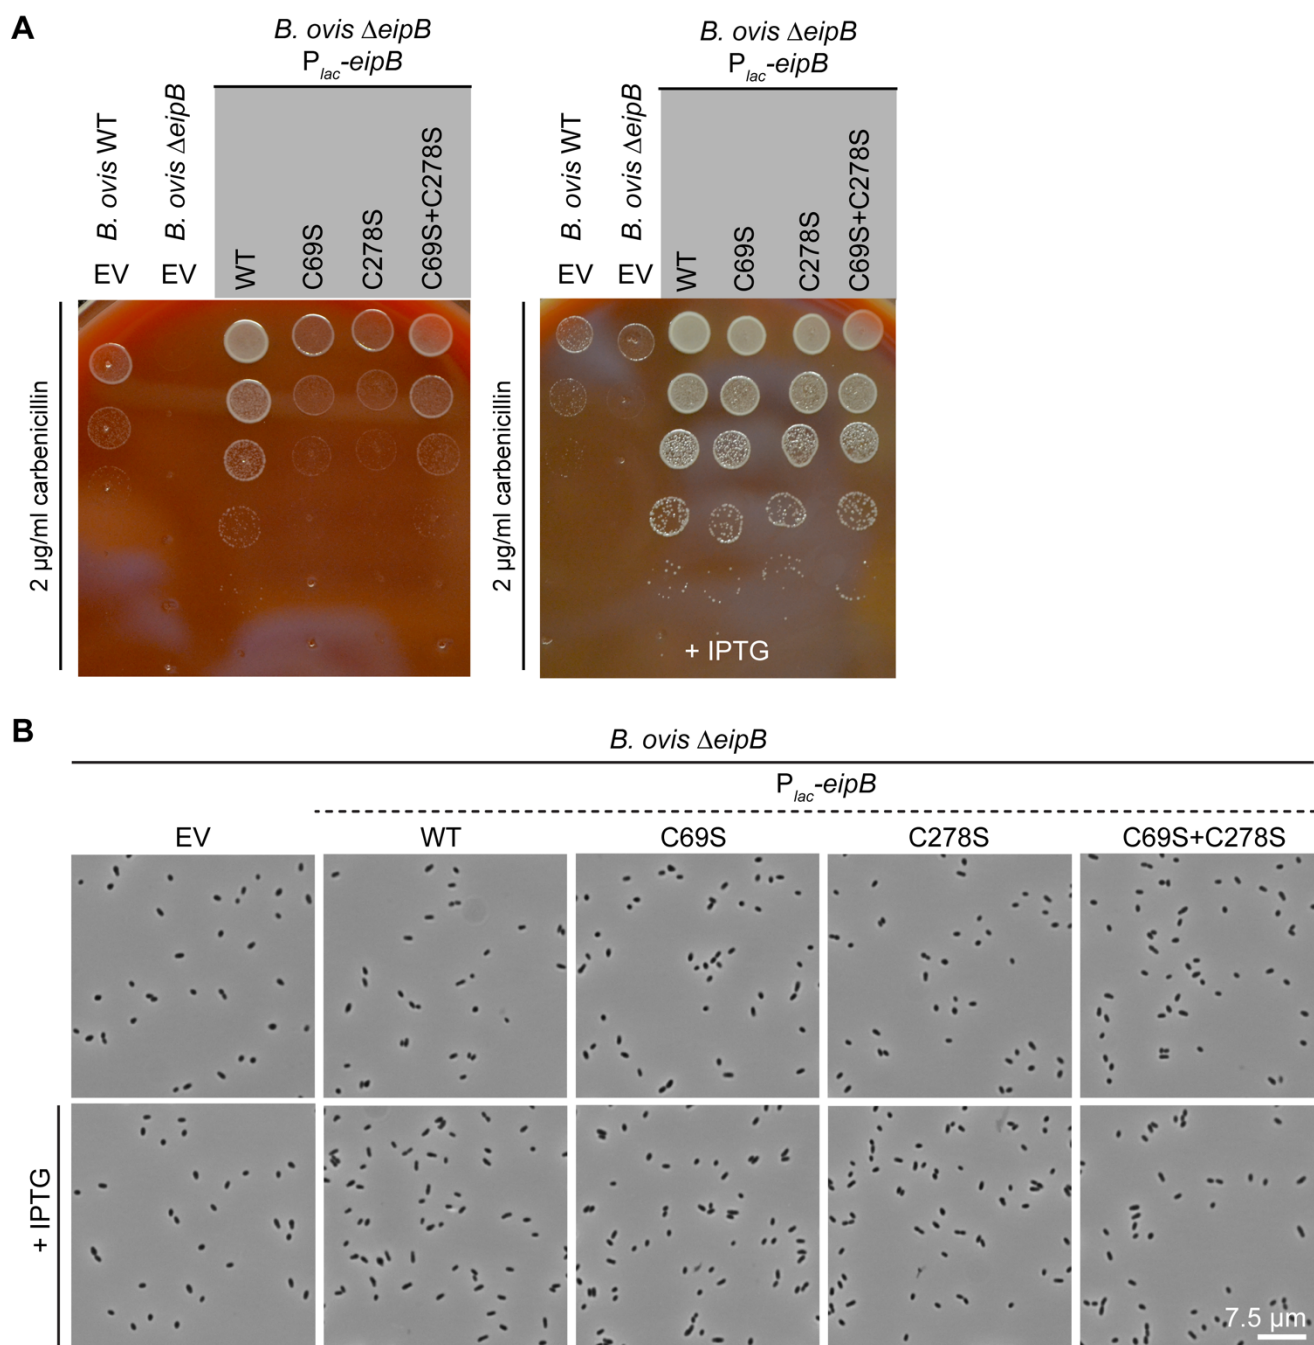 A
B. ovis ΔeipB
Plac-eipB
B. ovis WT
B. ovis ΔeipB
EV
EV
WT
C69S
C278S
C69S+C278S
2 µg/ml carbenicillin
B. ovis ΔeipB
Plac-eipB
B. ovis WT
B. ovis ΔeipB
EV
EV
WT
C69S
C278S
C69S+C278S
2 µg/ml carbenicillin
+ IPTG
B
B. ovis ΔeipB
Plac-eipB
EV
WT
C69S
C278S
C69S+C278S
+ IPTG
7.5 µm